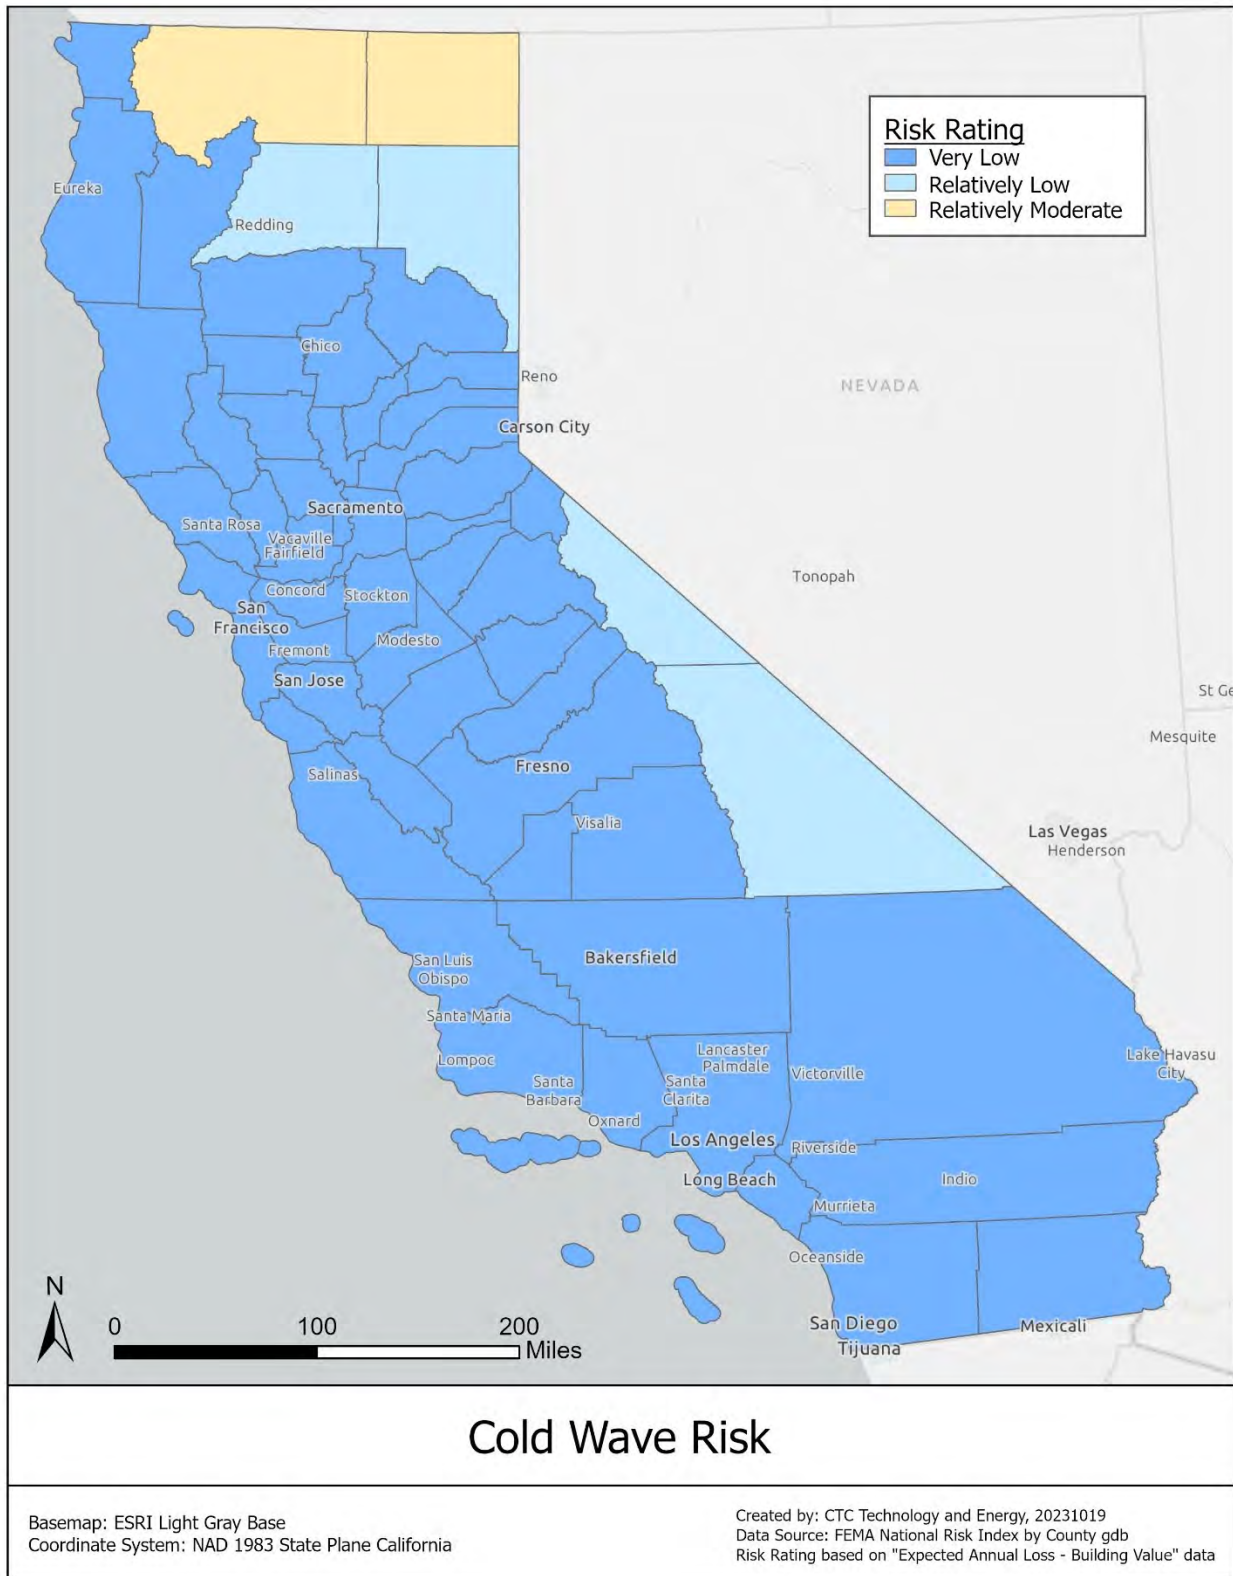 Risk Rating
Very Low
Relatively Low
Relatively Moderate
Eureka
Redding
Chico
Reno
NEVADA
Carson City
Sacramento
Santa Rosa
Vacaville
Fairfield
Tonopah
Concord
Stockton
San
Francisco
Modesto
Fremont
San Jose
St Ge
Mesquite
Salinas
Fresno
Visalia
Las Vegas
Henderson
San Luis
Obispo
Bakersfield
Santa Maria
Lompoc
Lancaster
Palmdale
Victorville
Lake Havasu
City
Santa
Barbara
Santa
Clarita
Oxnard
Los Angeles
Riverside
Long Beach
Indio
Murrieta
Oceanside
San Diego
Tijuana
Mexicali
N
0 100 200
Miles
Cold Wave Risk
Basemap: ESRI Light Gray Base
Coordinate System: NAD 1983 State Plane California
Created by: CTC Technology and Energy, 20231019
Data Source: FEMA National Risk Index by County gdb
Risk Rating based on "Expected Annual Loss - Building Value" data